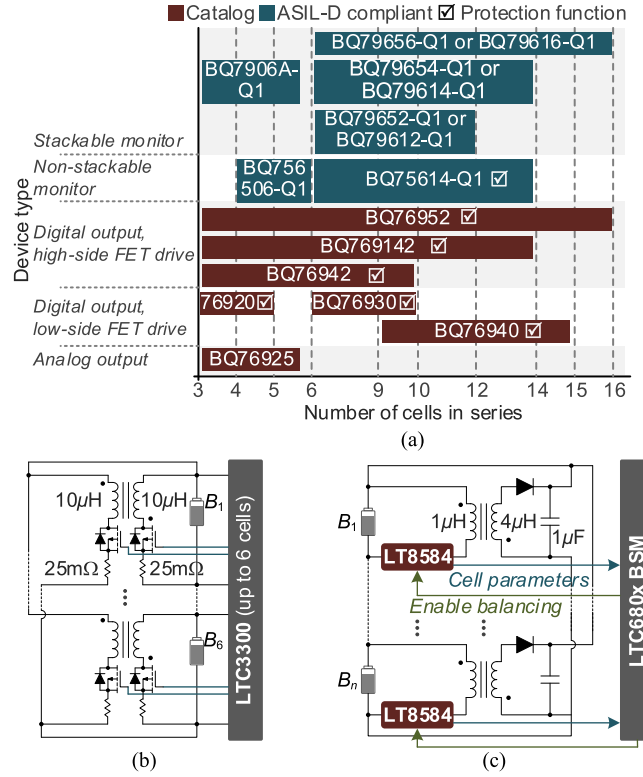 Catalog ASIL-D compliant Protection function
BQ79656-Q1 or BQ79616-Q1
BQ7906A-
Q1
BQ79654-Q1 or
BQ79614-Q1
BQ79652-Q1 or
BQ79612-Q1
Stackable monitor
Non-stackable
monitor
BQ756
506-Q1
BQ75614-Q1
Device type
Digital output,
high-side FET drive
BQ76952
BQ769142
BQ76942
Digital output,
low-side FET drive
76920
BQ76930
BQ76940
Analog output
BQ76925
3 4 5 6 9 10 12 14 15 16
Number of cells in series
(a)
10µH 10µH
B1
25mΩ 25mΩ
B6
LTC3300 (up to 6 cells)
(b)
B1
1µH 4µH
1µF
LT8584
Cell parameters
Enable balancing
Bn
LT8584
LTC680x BSM
(c)